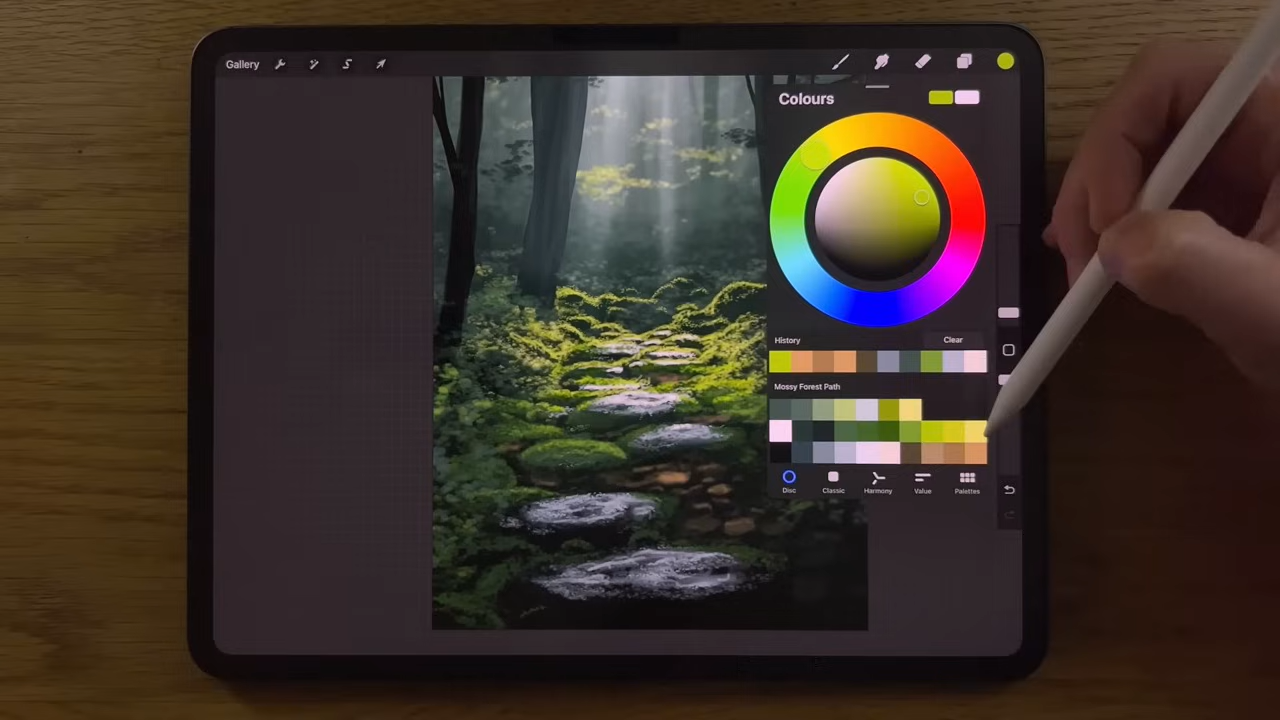 Gallery
Colours
History Clear
Mossy Forest Path
Disc Classic Harmony Value Palettes